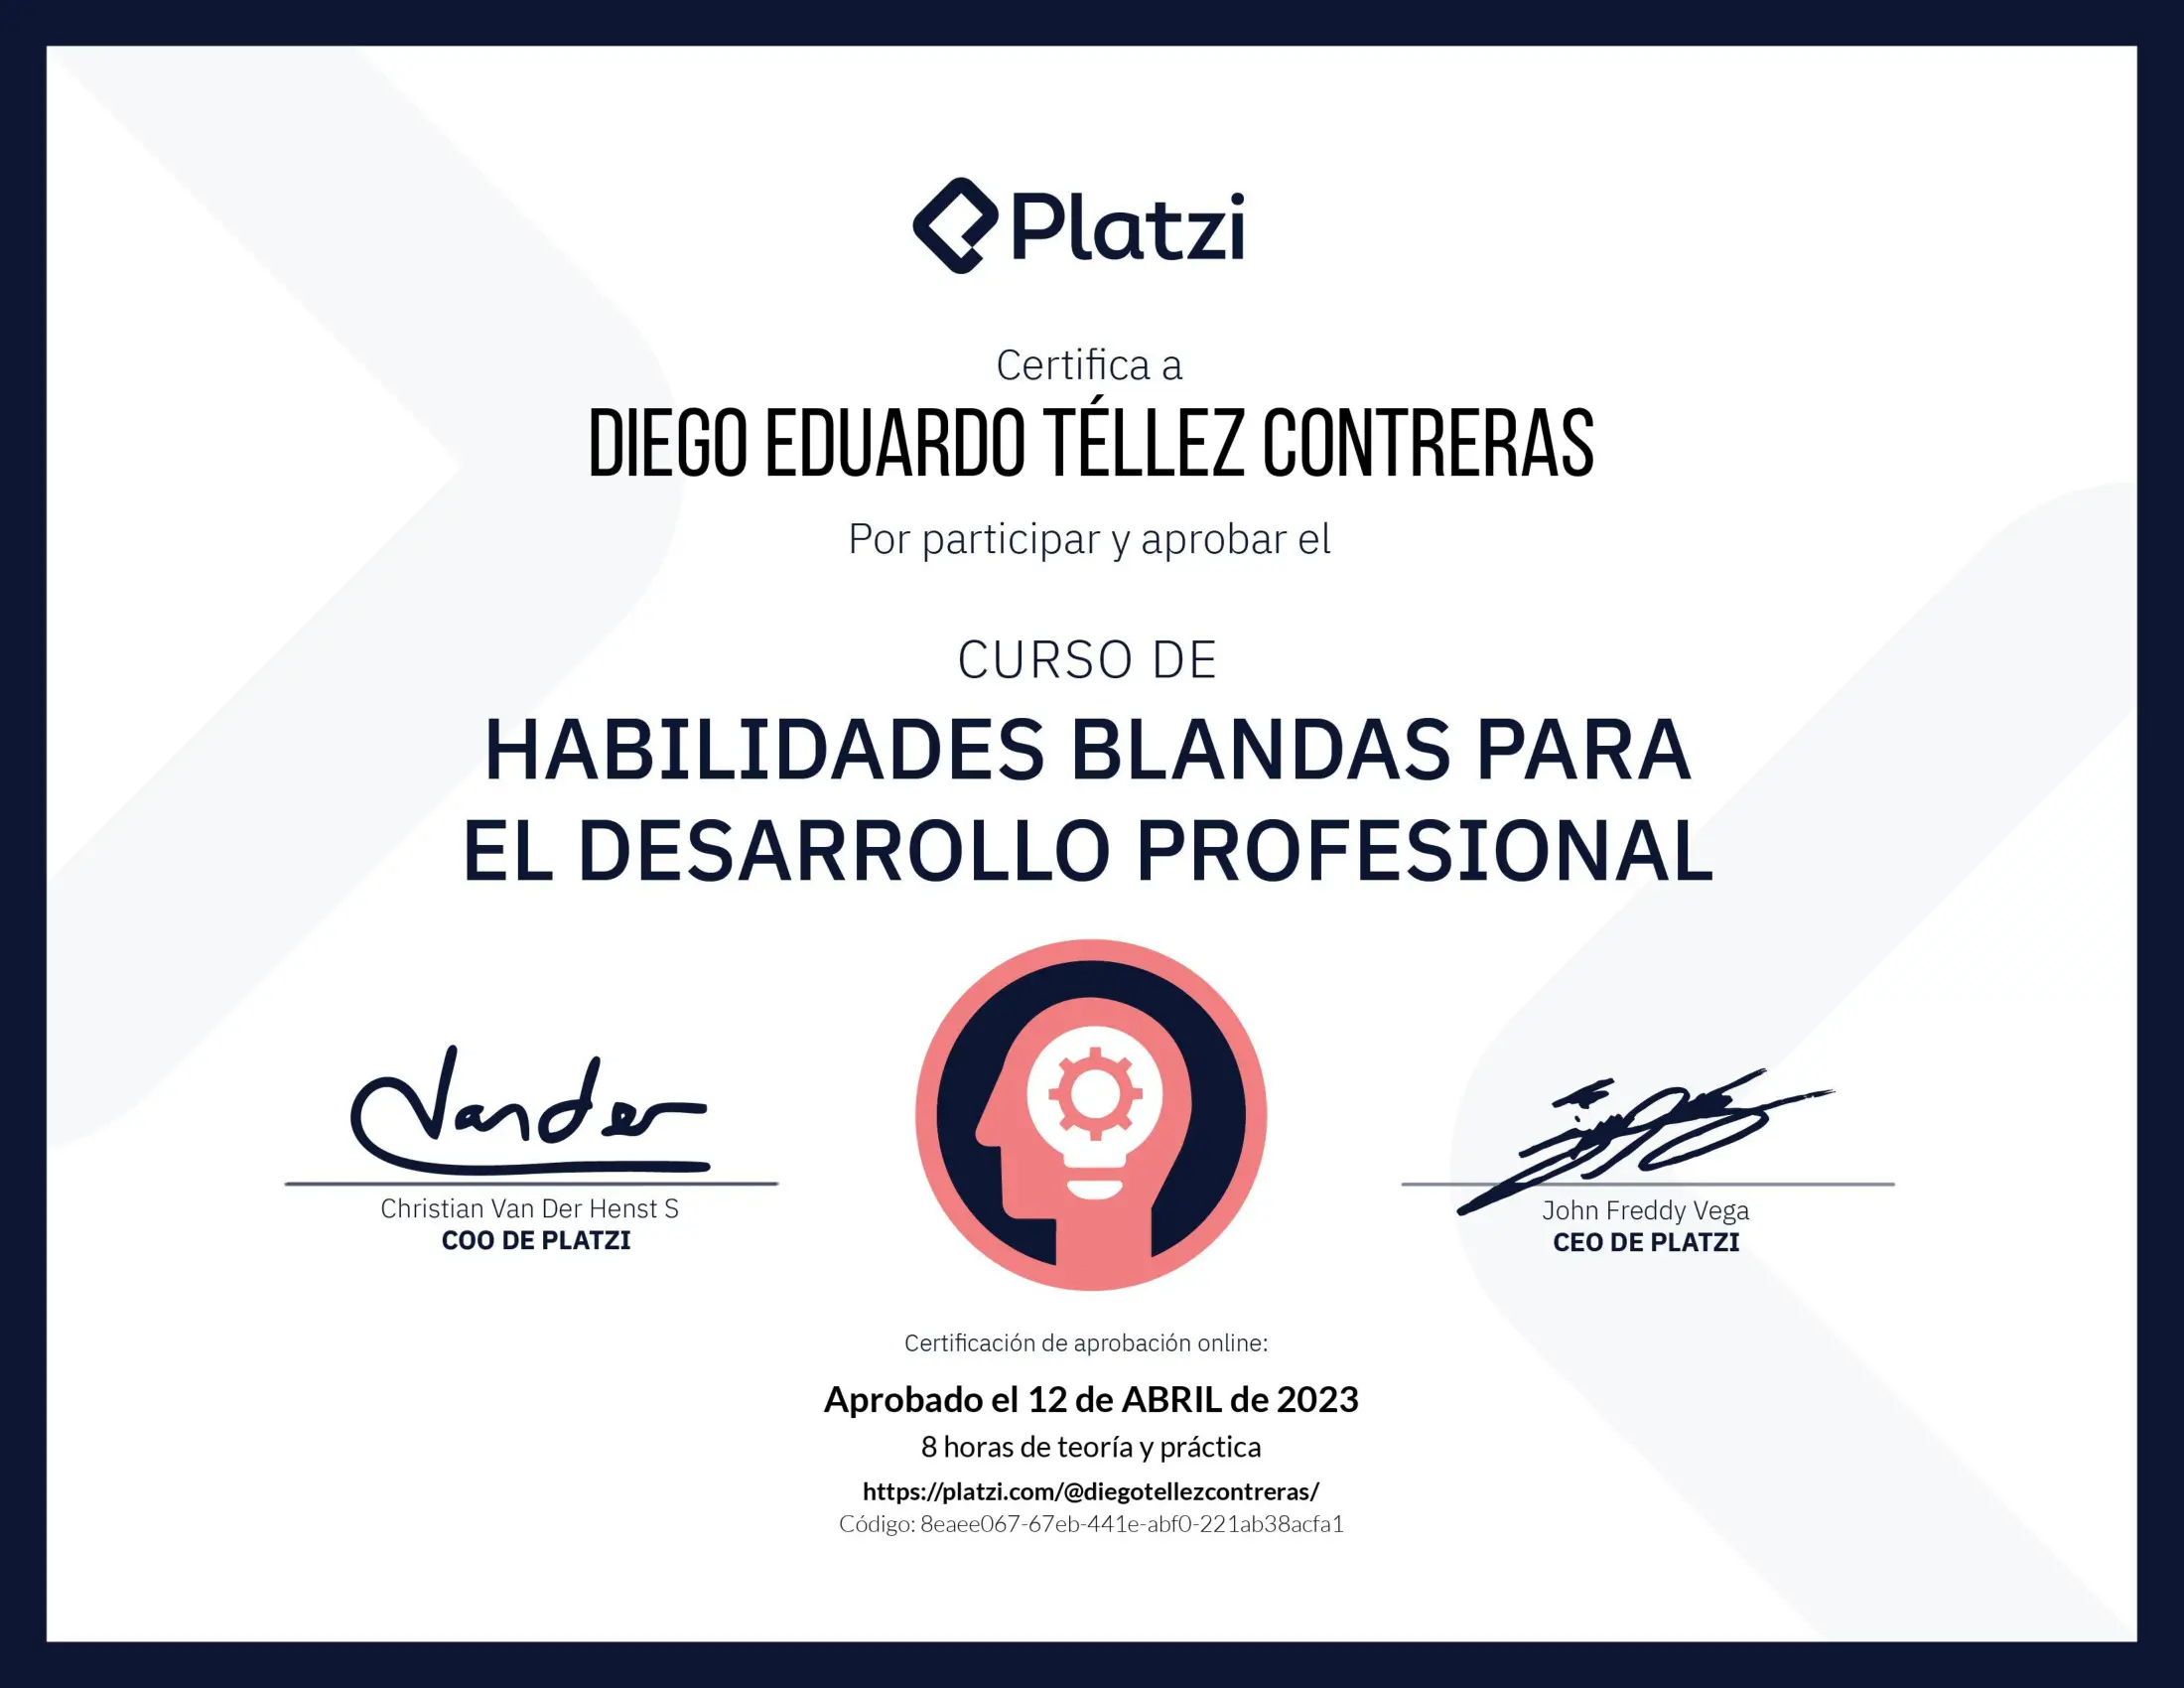 Platzi
Certifica a
DIEGO EDUARDO TÉLLEZ CONTRERAS
Por participar y aprobar el
CURSO DE
HABILIDADES BLANDAS PARA
EL DESARROLLO PROFESIONAL
Vander
Christian Van Der Henst S
COO DE PLATZI
John Freddy Vega
CEO DE PLATZI
Certificación de aprobación online:
Aprobado el 12 de ABRIL de 2023
8 horas de teoría y práctica
https://platzi.com/@diegotellezcontreras/
Código: 8eaee067-67eb-441e-abf0-221ab38acfa1